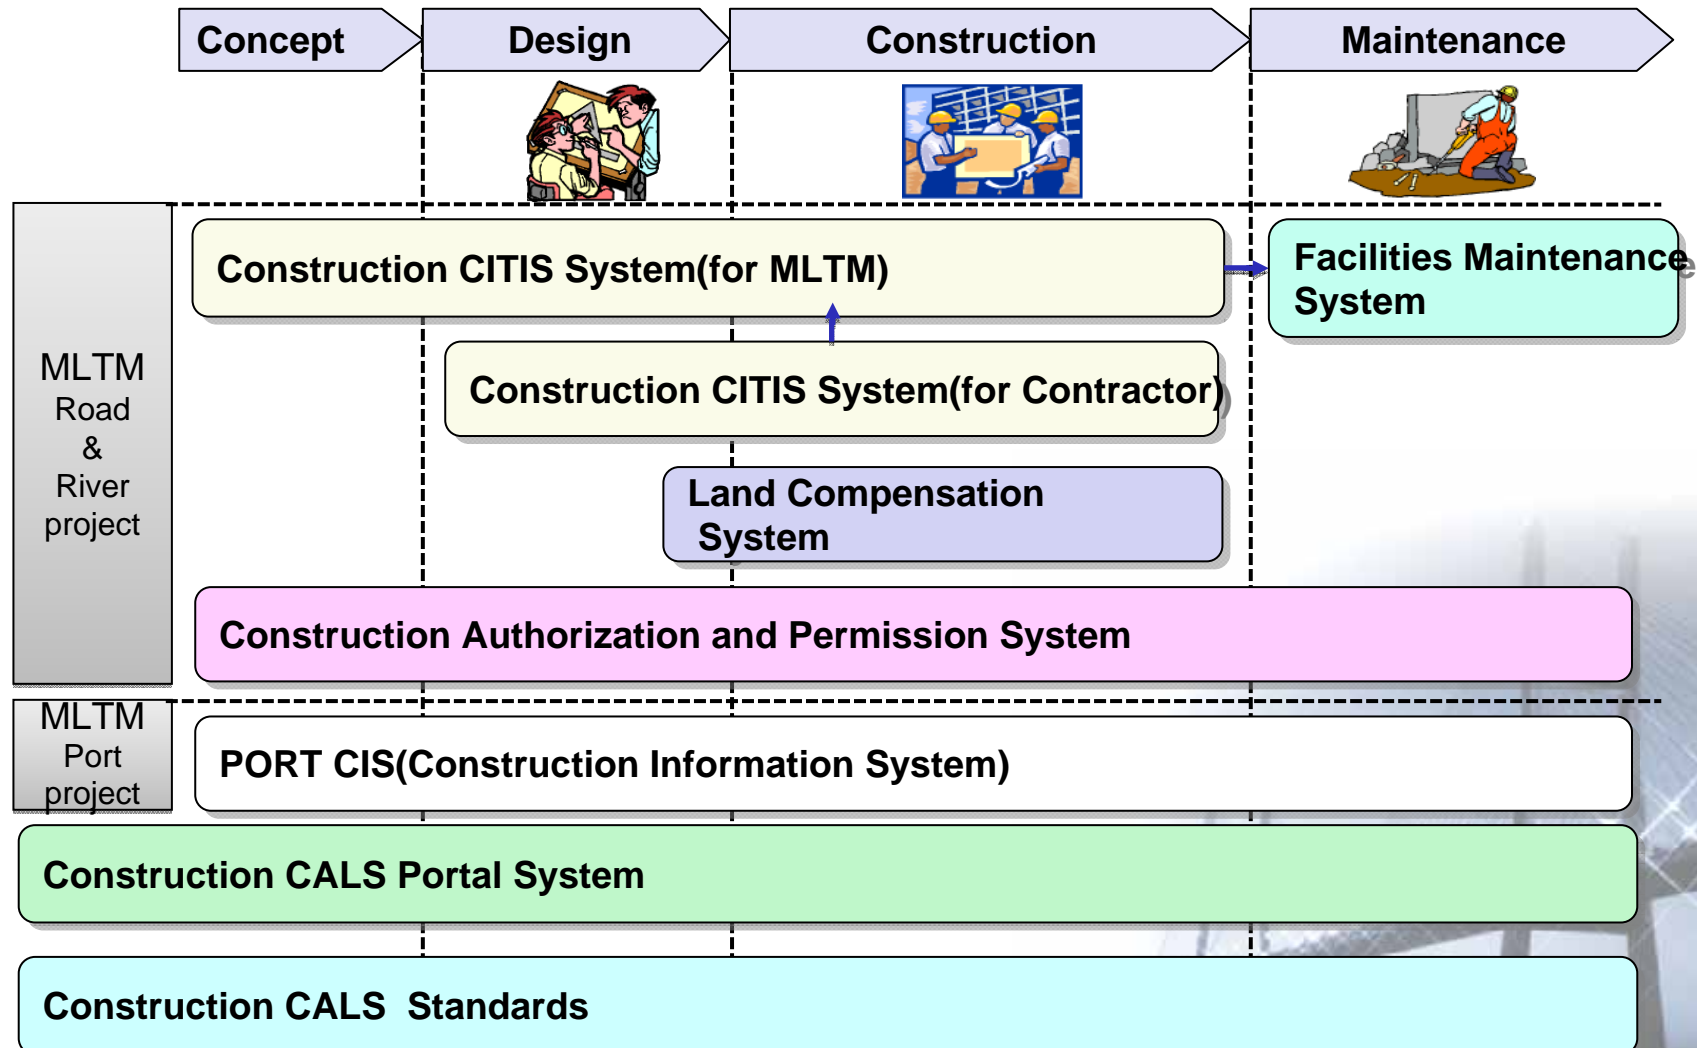 Concept
Design
Construction
Maintenance
MLTM
Road
&
River
project
Construction CITIS System(for MLTM)
Facilities Maintenance
System
Construction CITIS System(for Contractor)
Land Compensation
System
Construction Authorization and Permission System
MLTM
Port
project
PORT CIS(Construction Information System)
Construction CALS Portal System
Construction CALS  Standards